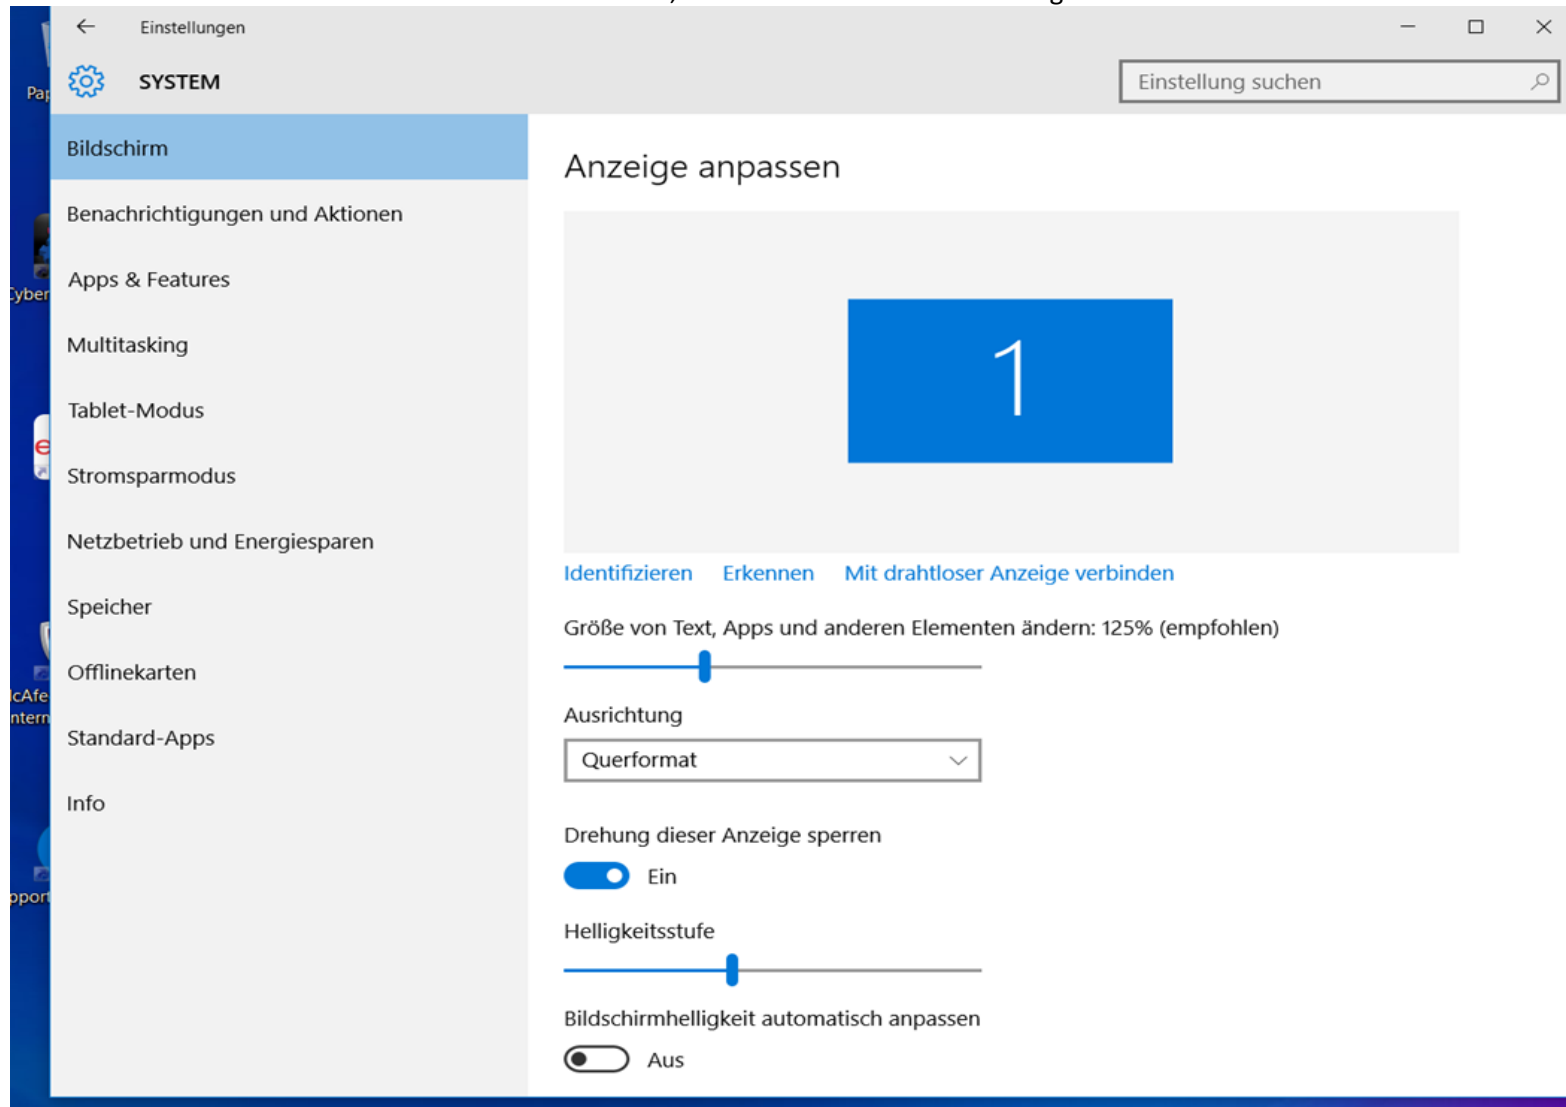 Einstellungen
SYSTEM
Einstellung suchen
Bildschirm
Benachrichtigungen und Aktionen
Apps & Features
Multitasking
Tablet-Modus
Stromsparmodus
Netzbetrieb und Energiesparen
Speicher
Offlinekarten
Standard-Apps
Info
Anzeige anpassen
1
Identifizieren Erkennen Mit drahtloser Anzeige verbinden
Größe von Text, Apps und anderen Elementen ändern: 125% (empfohlen)
Ausrichtung
Querformat
Drehung dieser Anzeige sperren
Ein
Helligkeitsstufe
Bildschirmhelligkeit automatisch anpassen
Aus